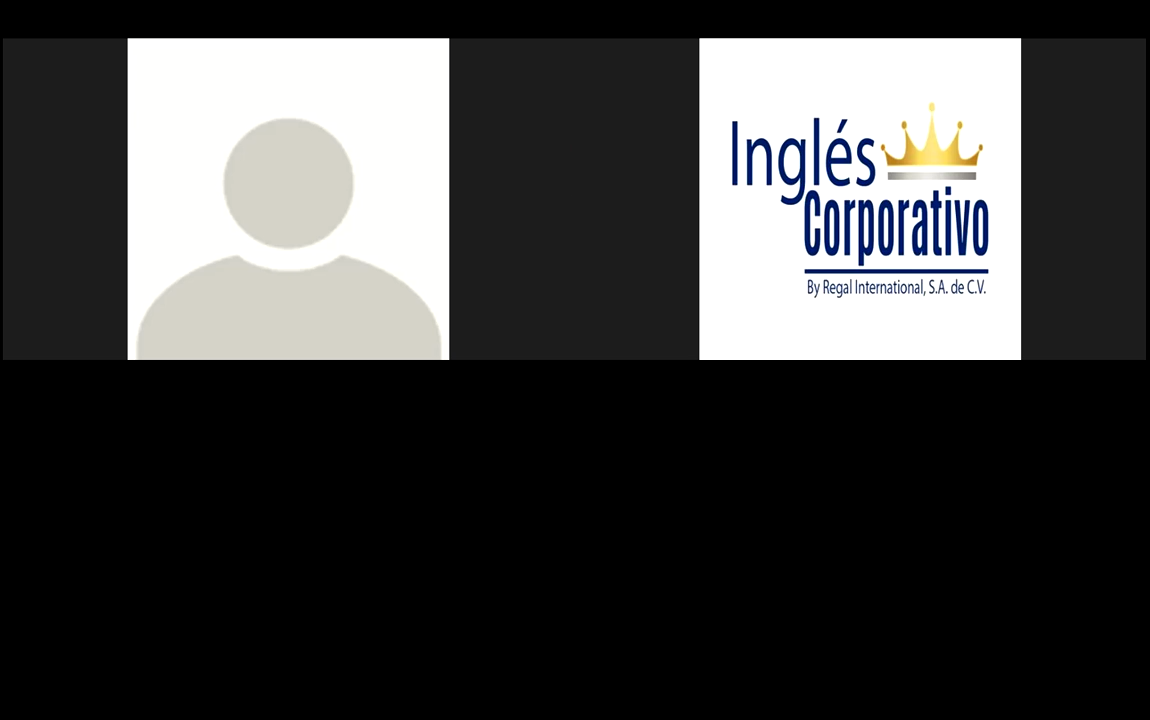 Inglés
Corporativo
By Regal International, S.A. de C.V.